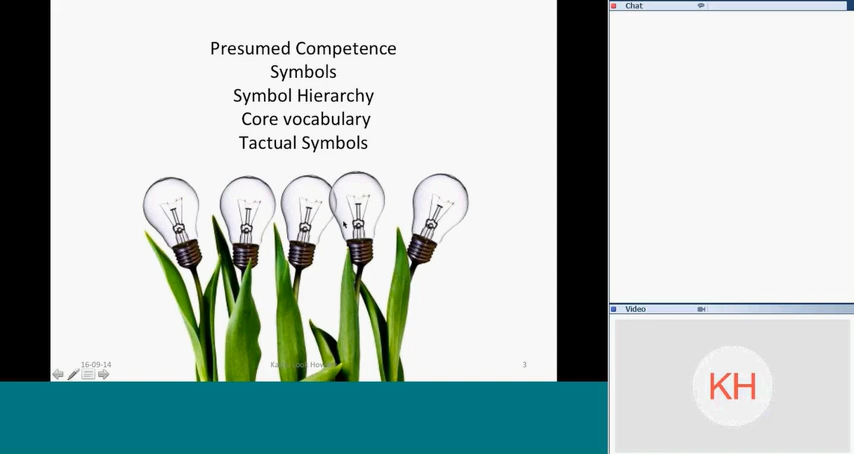 Presumed Competence
Symbols
Symbol Hierarchy
Core vocabulary
Tactual Symbols
16-09-14
3
Chat
Video
KH